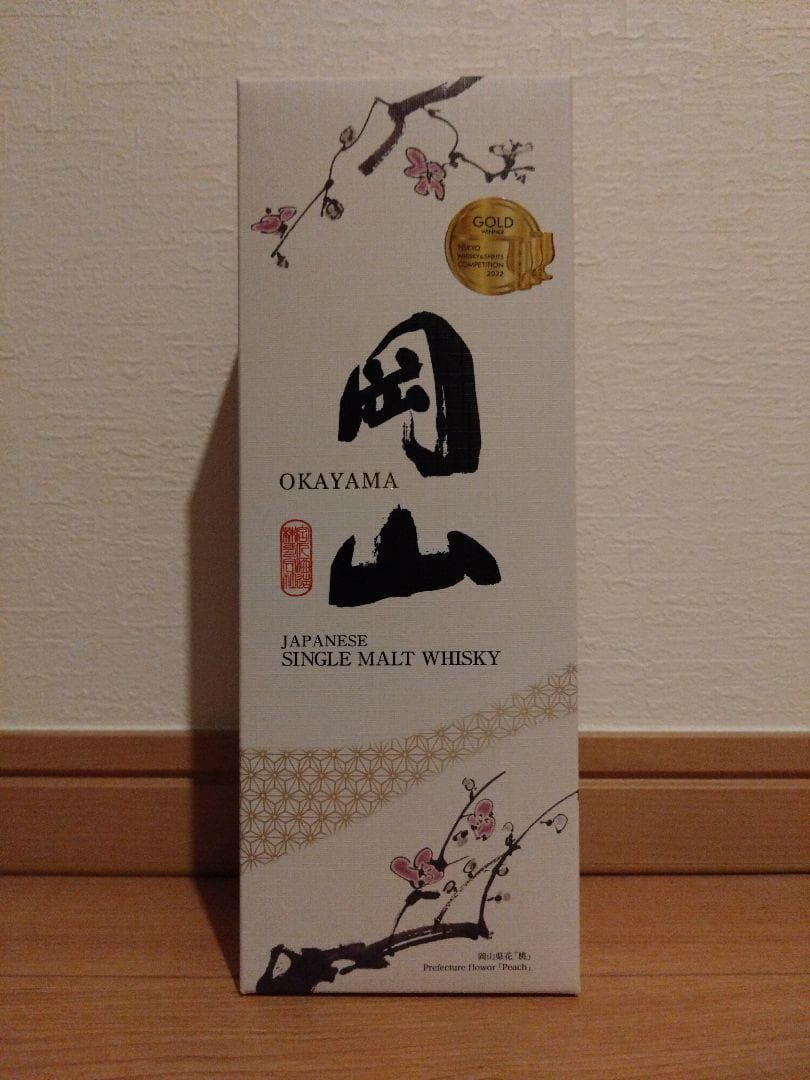 GOLD
WINNER
TOKYO
WHISKY & SPIRITS
COMPETITION
2022
岡
OKAYAMA
山
JAPANESE
SINGLE MALT WHISKY
岡山県花「桃」
Prefecture flower「Peach」